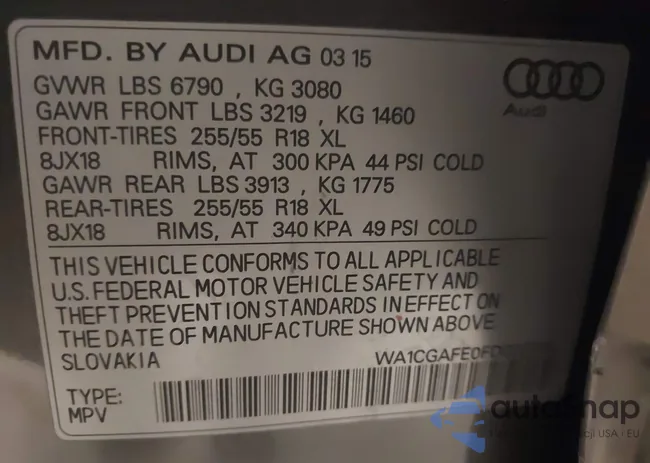 MFD. BY AUDI AG 03 15
GVWR LBS 6790 , KG 3080
GAWR FRONT LBS 3219 , KG 1460
FRONT-TIRES 255/55 R18 XL
8JX18 RIMS, AT 300 KPA 44 PSI COLD
GAWR REAR LBS 3913 , KG 1775
REAR-TIRES 255/55 R18 XL
8JX18 RIMS, AT 340 KPA 49 PSI COLD
THIS VEHICLE CONFORMS TO ALL APPLICABLE
U.S. FEDERAL MOTOR VEHICLE SAFETY AND
THEFT PREVENTION STANDARDS IN EFFECT ON
THE DATE OF MANUFACTURE SHOWN ABOVE
SLOVAKIA WA1CGAFE0FD
TYPE:
MPV
Audi
USA - EU